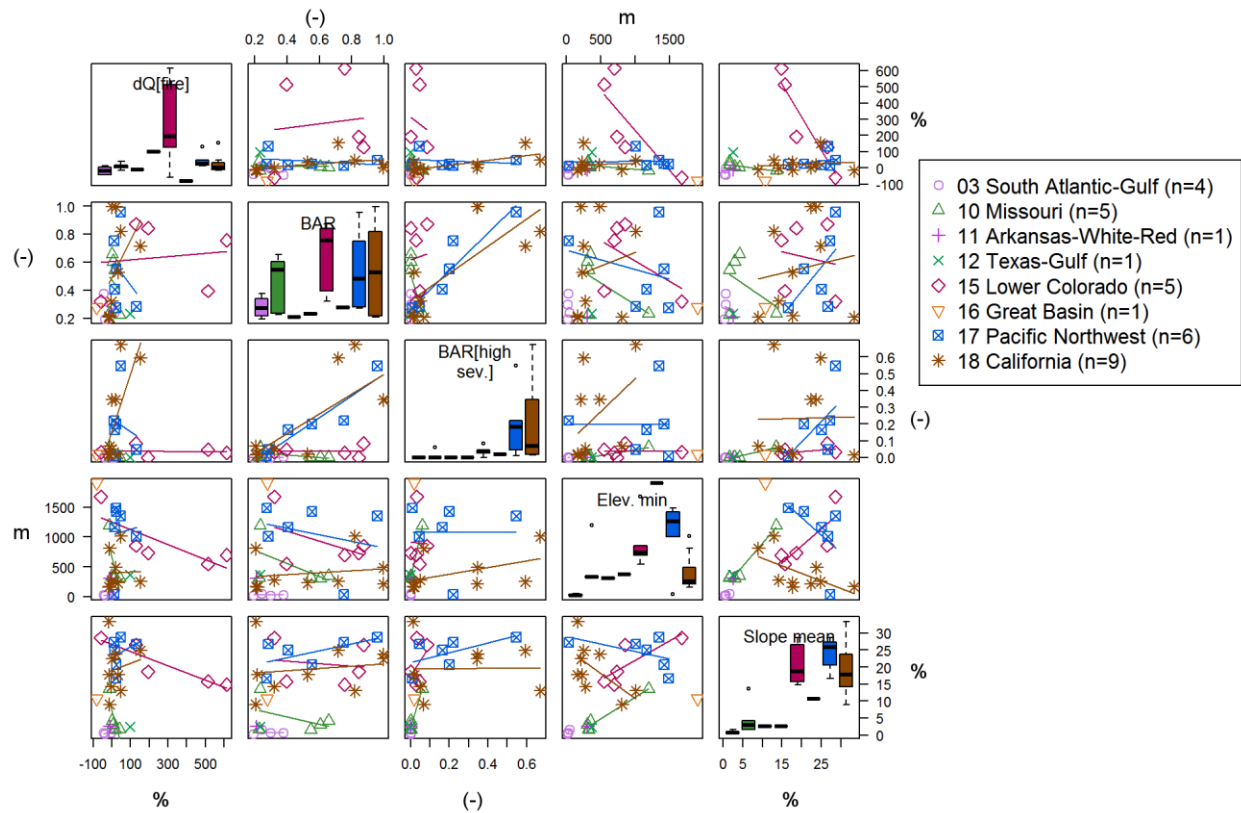 (-)
m
0.2 0.4 0.6 0.8 1.0
0 500 1500
dQ[fire]
600
500
400
300
200
100
0
-100
%
1.0
0.8
0.6
0.4
0.2
(-)
BAR
BAR[high
sev.]
0.6
0.5
0.4
0.3
0.2
0.1
0.0
(-)
1500
1000
500
0
m
Elev. min
Slope mean
30
25
20
15
10
5
0
%
-100 100 300 500
0.0 0.2 0.4 0.6
0 5 15 25
%
(-)
%
03 South Atlantic-Gulf (n=4)
10 Missouri (n=5)
11 Arkansas-White-Red (n=1)
12 Texas-Gulf (n=1)
15 Lower Colorado (n=5)
16 Great Basin (n=1)
17 Pacific Northwest (n=6)
18 California (n=9)